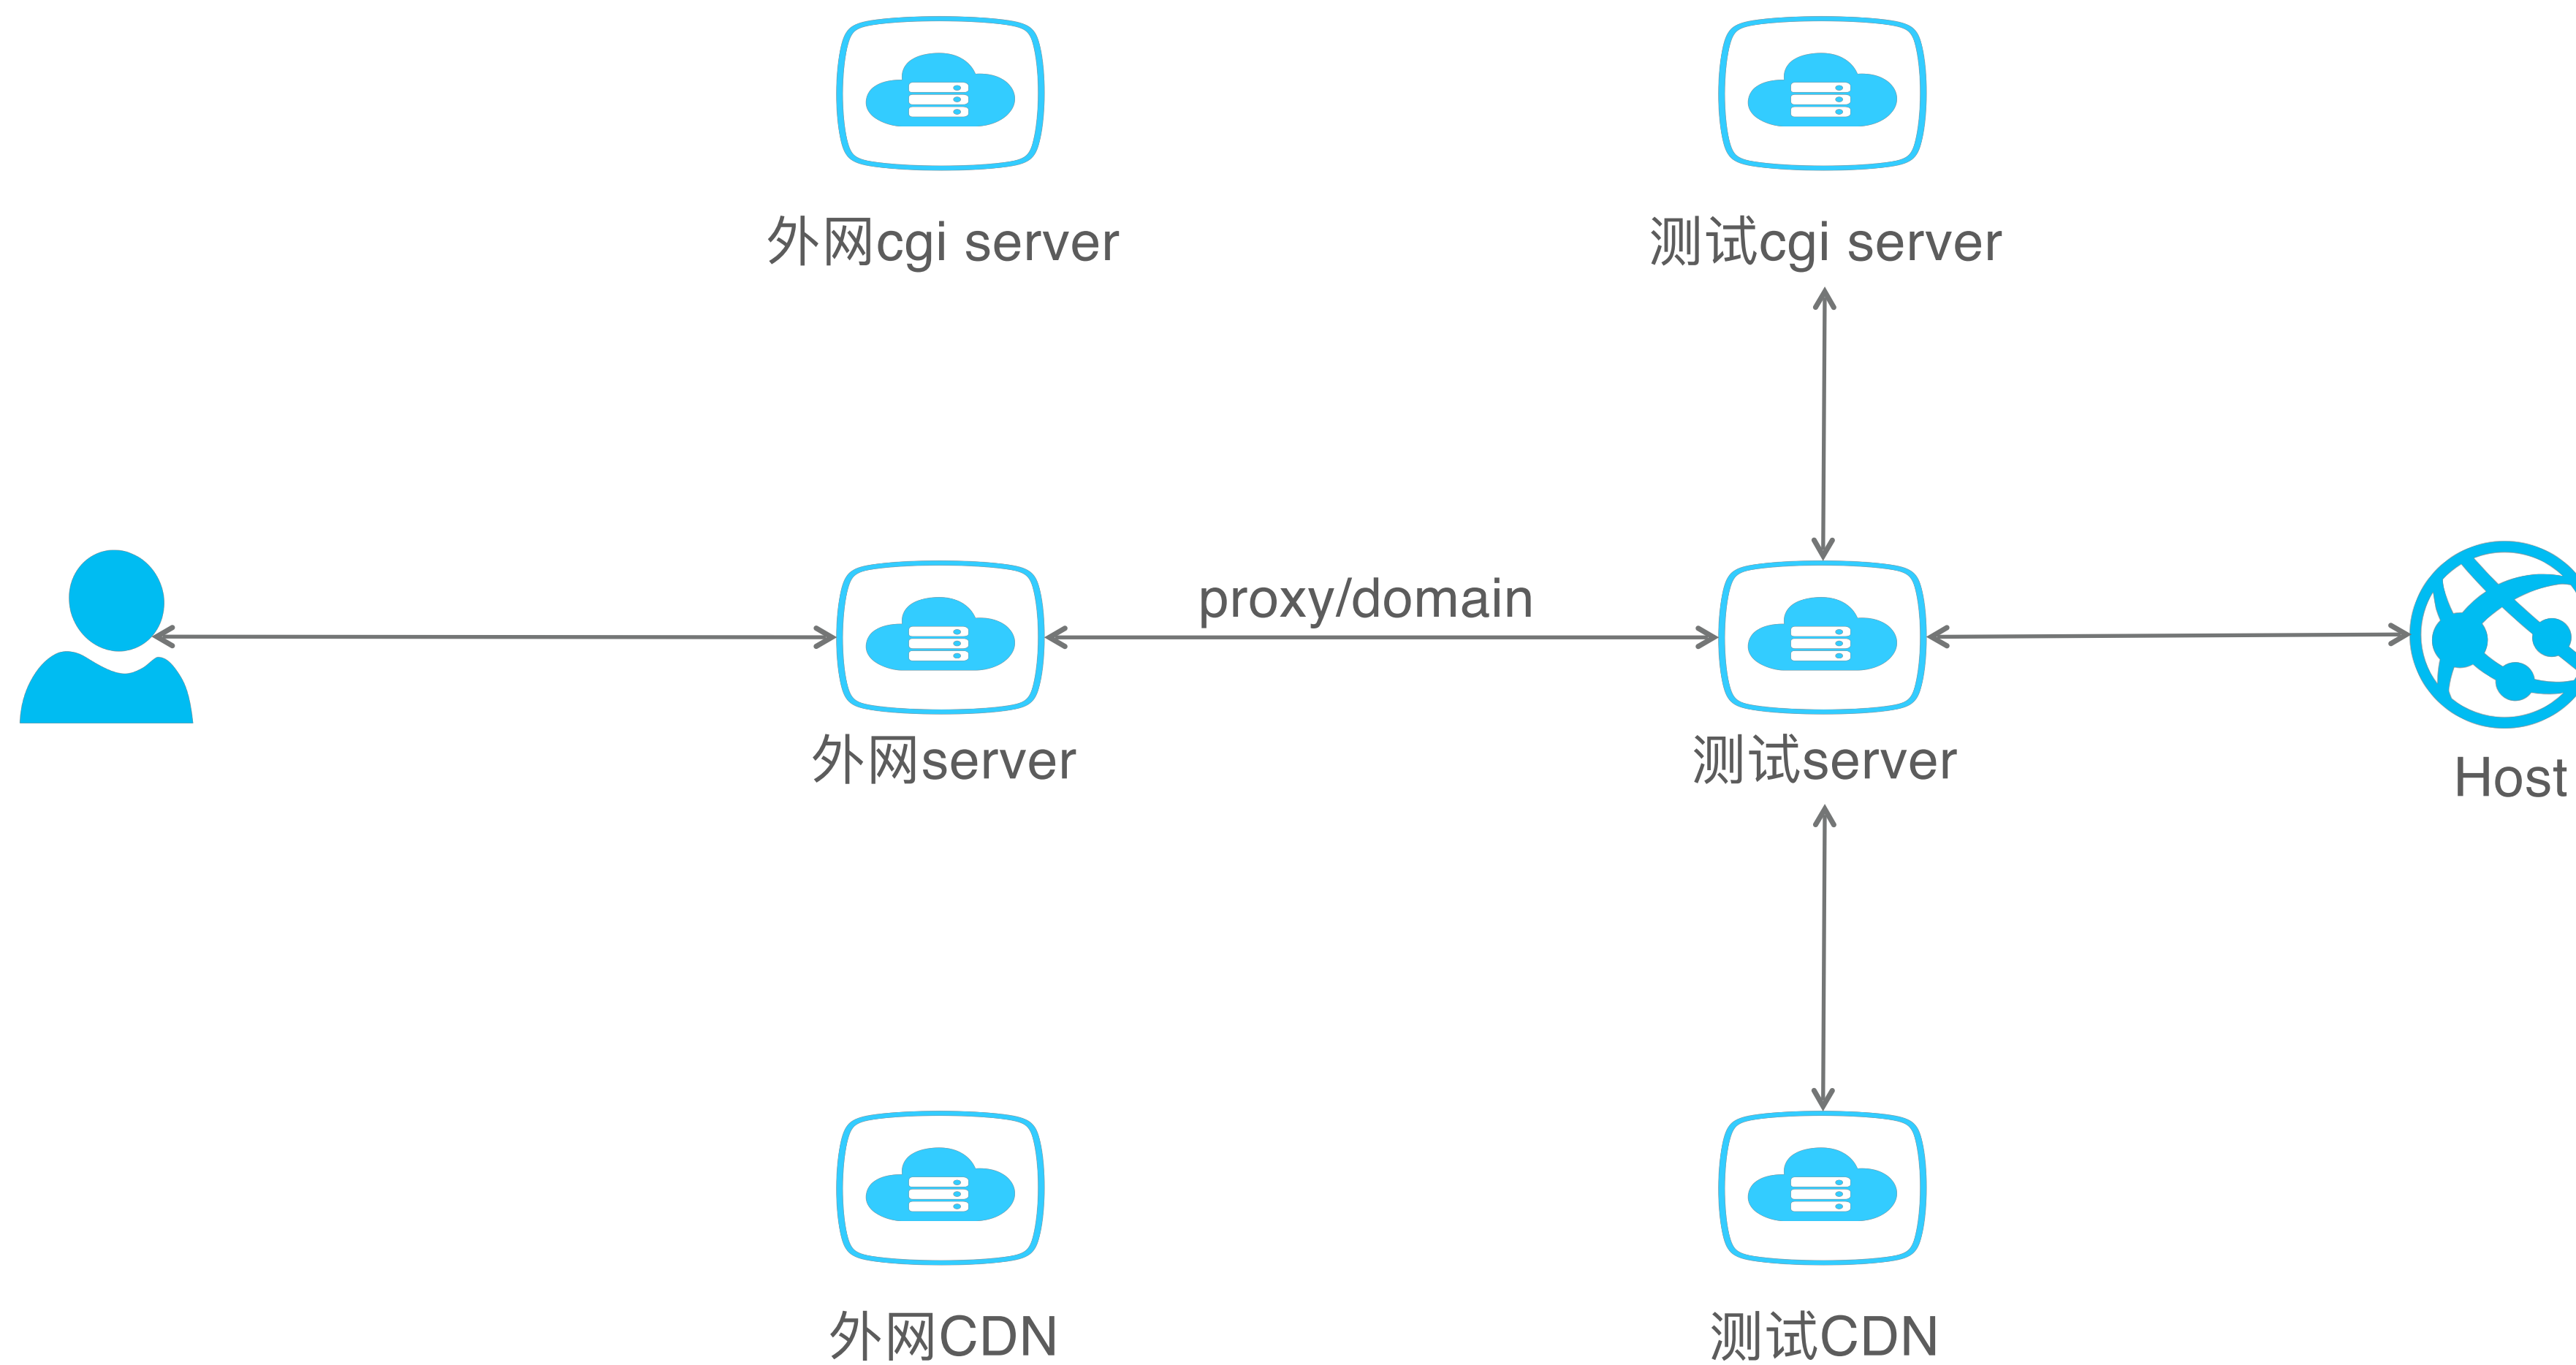 外网cgi server
测试cgi server
proxy/domain
外网server
测试server
Host
外网CDN
测试CDN